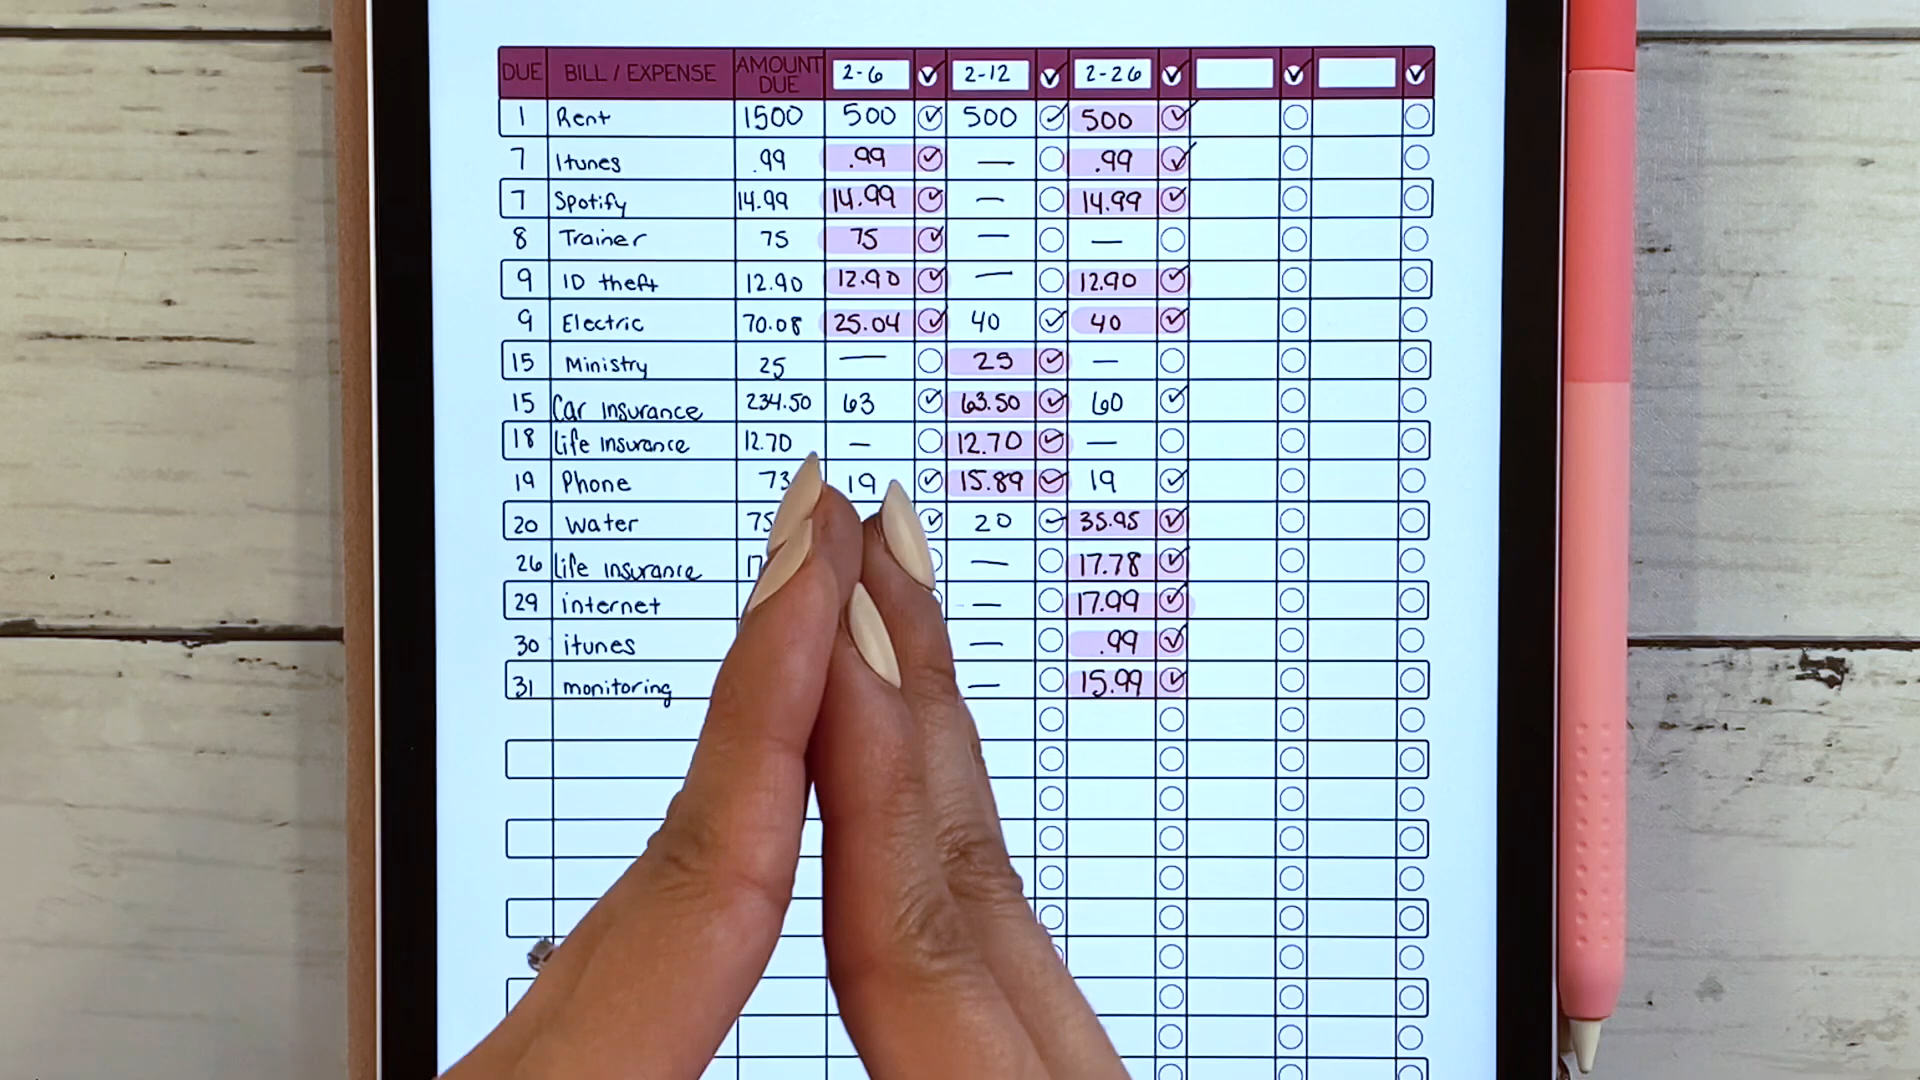 DUE BILL / EXPENSE AMOUNT DUE 2-6 2-12 2-26
1 Rent 1500 500 500 500
7 Itunes .99 .99 — .99
7 Spotify 14.99 14.99 — 14.99
8 Trainer 75 75 — —
9 ID theft 12.90 12.90 — 12.90
9 Electric 70.08 25.04 40 40
15 Ministry 25 — 25 —
15 Car insurance 234.50 63 63.50 60
18 life insurance 12.70 — 12.70 —
19 Phone 73 19 15.89 19
20 water 75 20 35.95
26 life insurance 17 — 17.78
29 internet — 17.99
30 itunes — .99
31 monitoring — 15.99